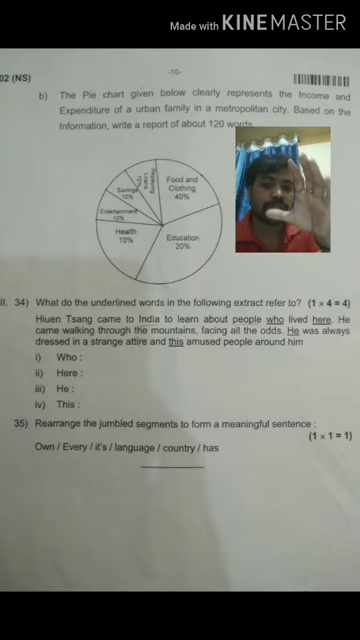 Made with KINEMASTER
02 (NS)
-10-
b) The Pie chart given below clearly represents the Income and
Expenditure of a urban family in a metropolitan city. Based on the
Information, write a report of about 120 words.
Repaying
Loans
10%
Food and
Clothing
40%
Savings
10%
Entertainment
10%
Health
10%
Education
20%
II. 34) What do the underlined words in the following extract refer to? (1 x 4 = 4)
Hiuen Tsang came to India to learn about people who lived here. He
came walking through the mountains, facing all the odds. He was always
dressed in a strange attire and this amused people around him
i) Who :
ii) Here :
iii) He :
iv) This :
35) Rearrange the jumbled segments to form a meaningful sentence :
(1 x 1 = 1)
Own / Every / it's / language / country / has